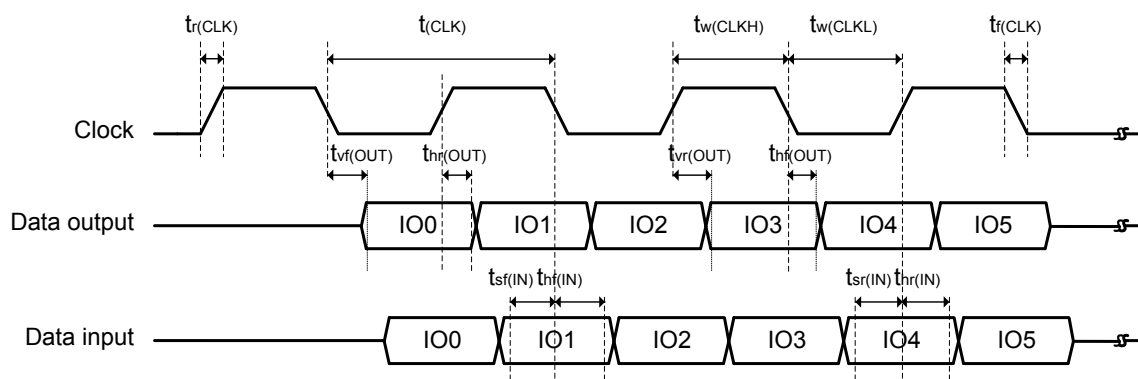 tr(CLK) t(CLK) tw(CLKH) tw(CLKL) tf(CLK)
Clock
tvf(OUT) thr(OUT) tvr(OUT) thf(OUT)
Data output IO0 IO1 IO2 IO3 IO4 IO5
tsf(IN) thf(IN) tsr(IN) thr(IN)
Data input IO0 IO1 IO2 IO3 IO4 IO5